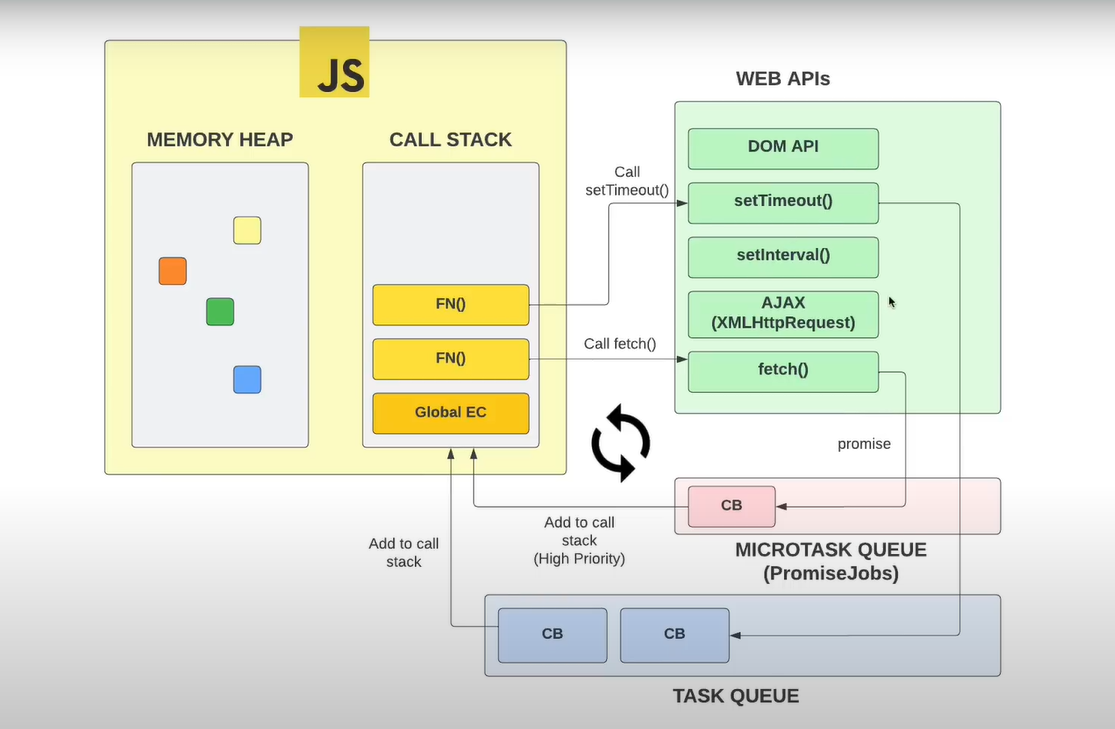 JS
MEMORY HEAP
CALL STACK
FN()
FN()
Global EC
Call
setTimeout()
Call fetch()
WEB APIs
DOM API
setTimeout()
setInterval()
AJAX
(XMLHttpRequest)
fetch()
promise
CB
MICROTASK QUEUE
(PromiseJobs)
Add to call
stack
(High Priority)
Add to call
stack
CB
CB
TASK QUEUE